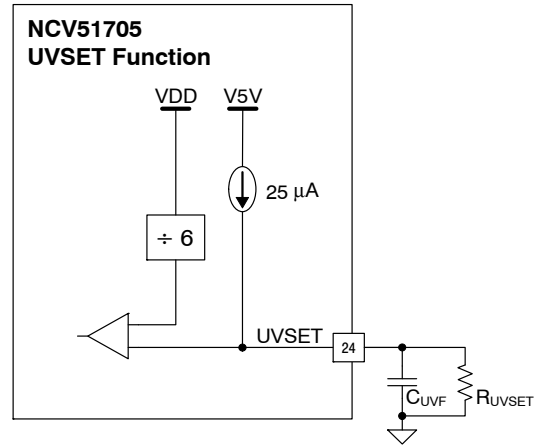 NCV51705
UVSET Function
VDD V5V
25 μA
÷ 6
UVSET
24
CUVF
RUVSET